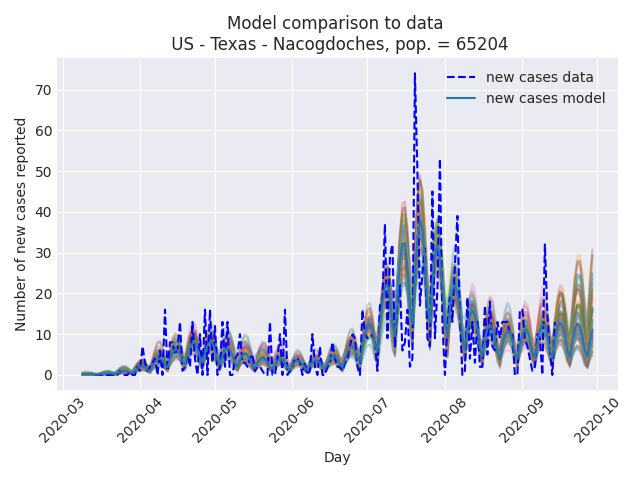 Model comparison to data
US - Texas - Nacogdoches, pop. = 65204
new cases data
new cases model
Number of new cases reported
70
60
50
40
30
20
10
0
2020-03
2020-04
2020-05
2020-06
2020-07
2020-08
2020-09
2020-10
Day